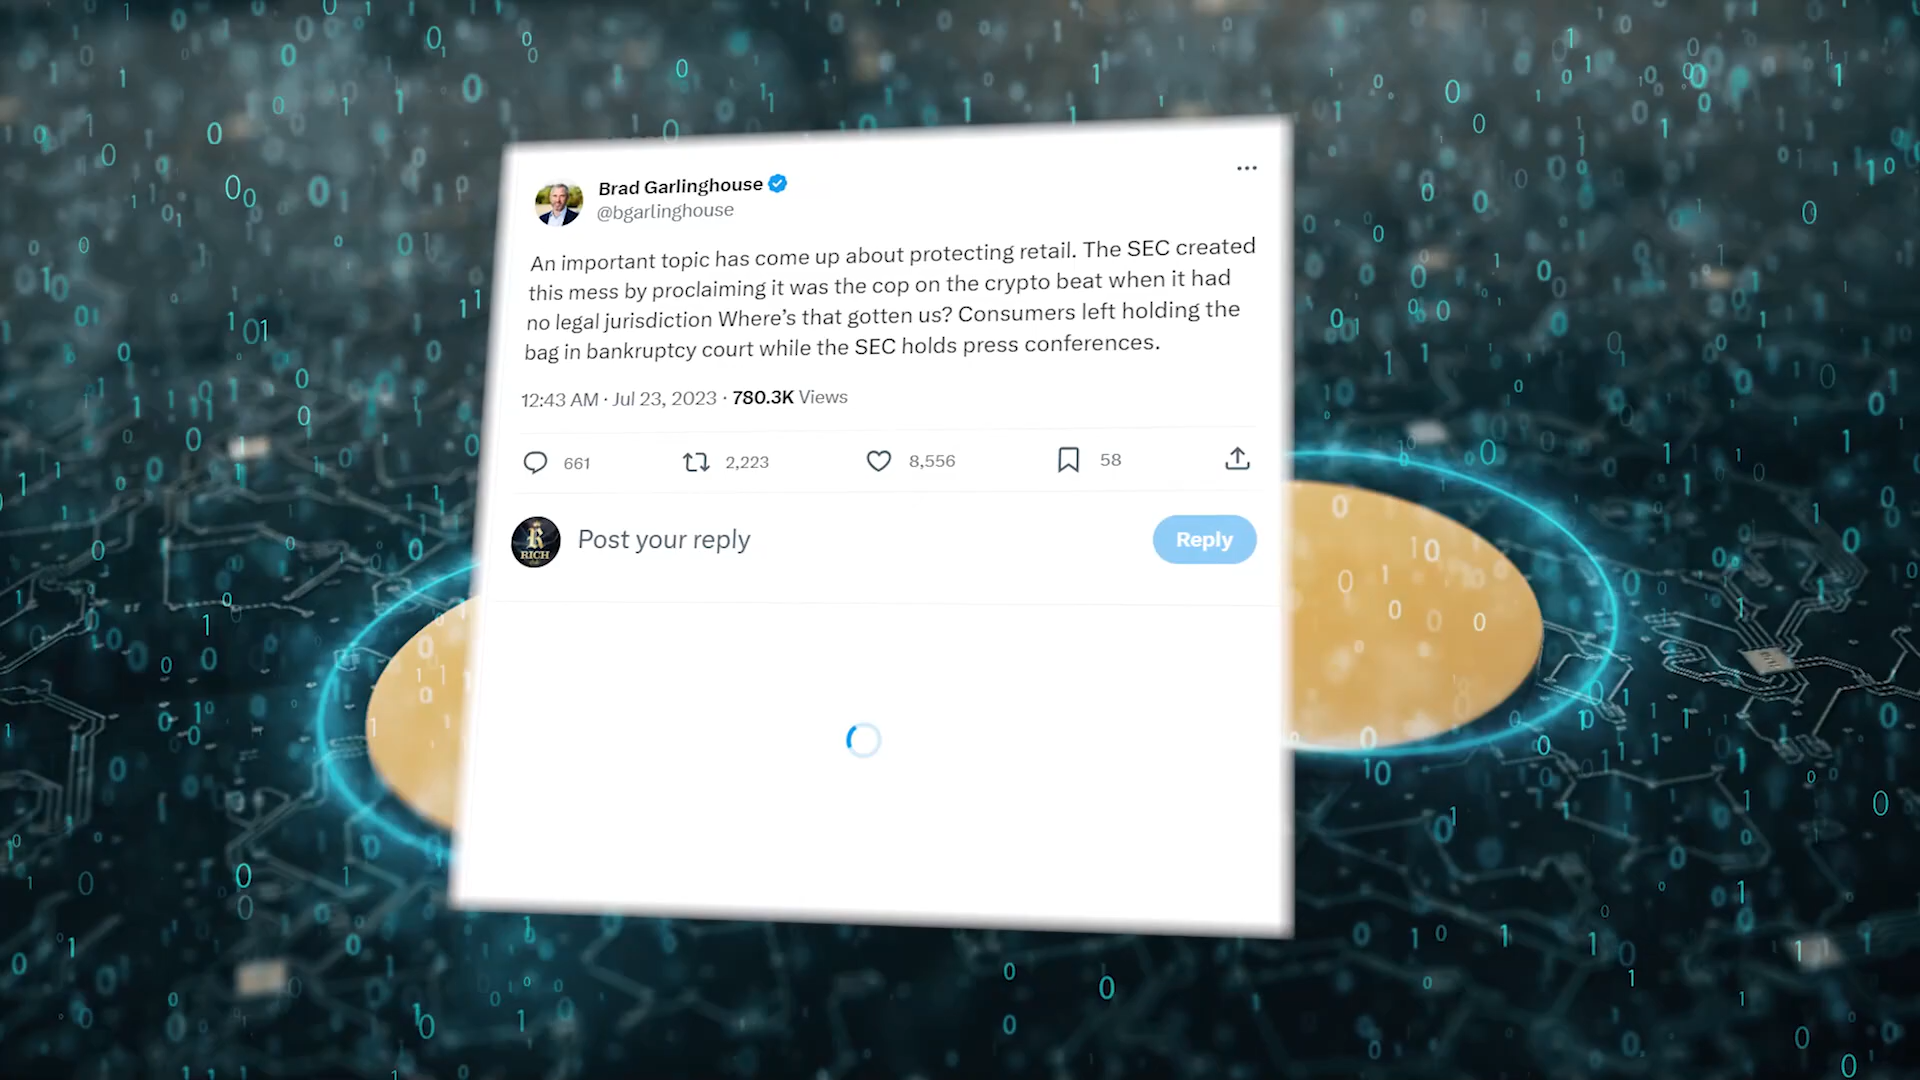 Brad Garlinghouse
@bgarlinghouse
An important topic has come up about protecting retail. The SEC created
this mess by proclaiming it was the cop on the crypto beat when it had
no legal jurisdiction Where's that gotten us? Consumers left holding the
bag in bankruptcy court while the SEC holds press conferences.
12:43 AM · Jul 23, 2023 · 780.3K Views
661 2,223 8,556 58
R
RICH
Post your reply
Reply